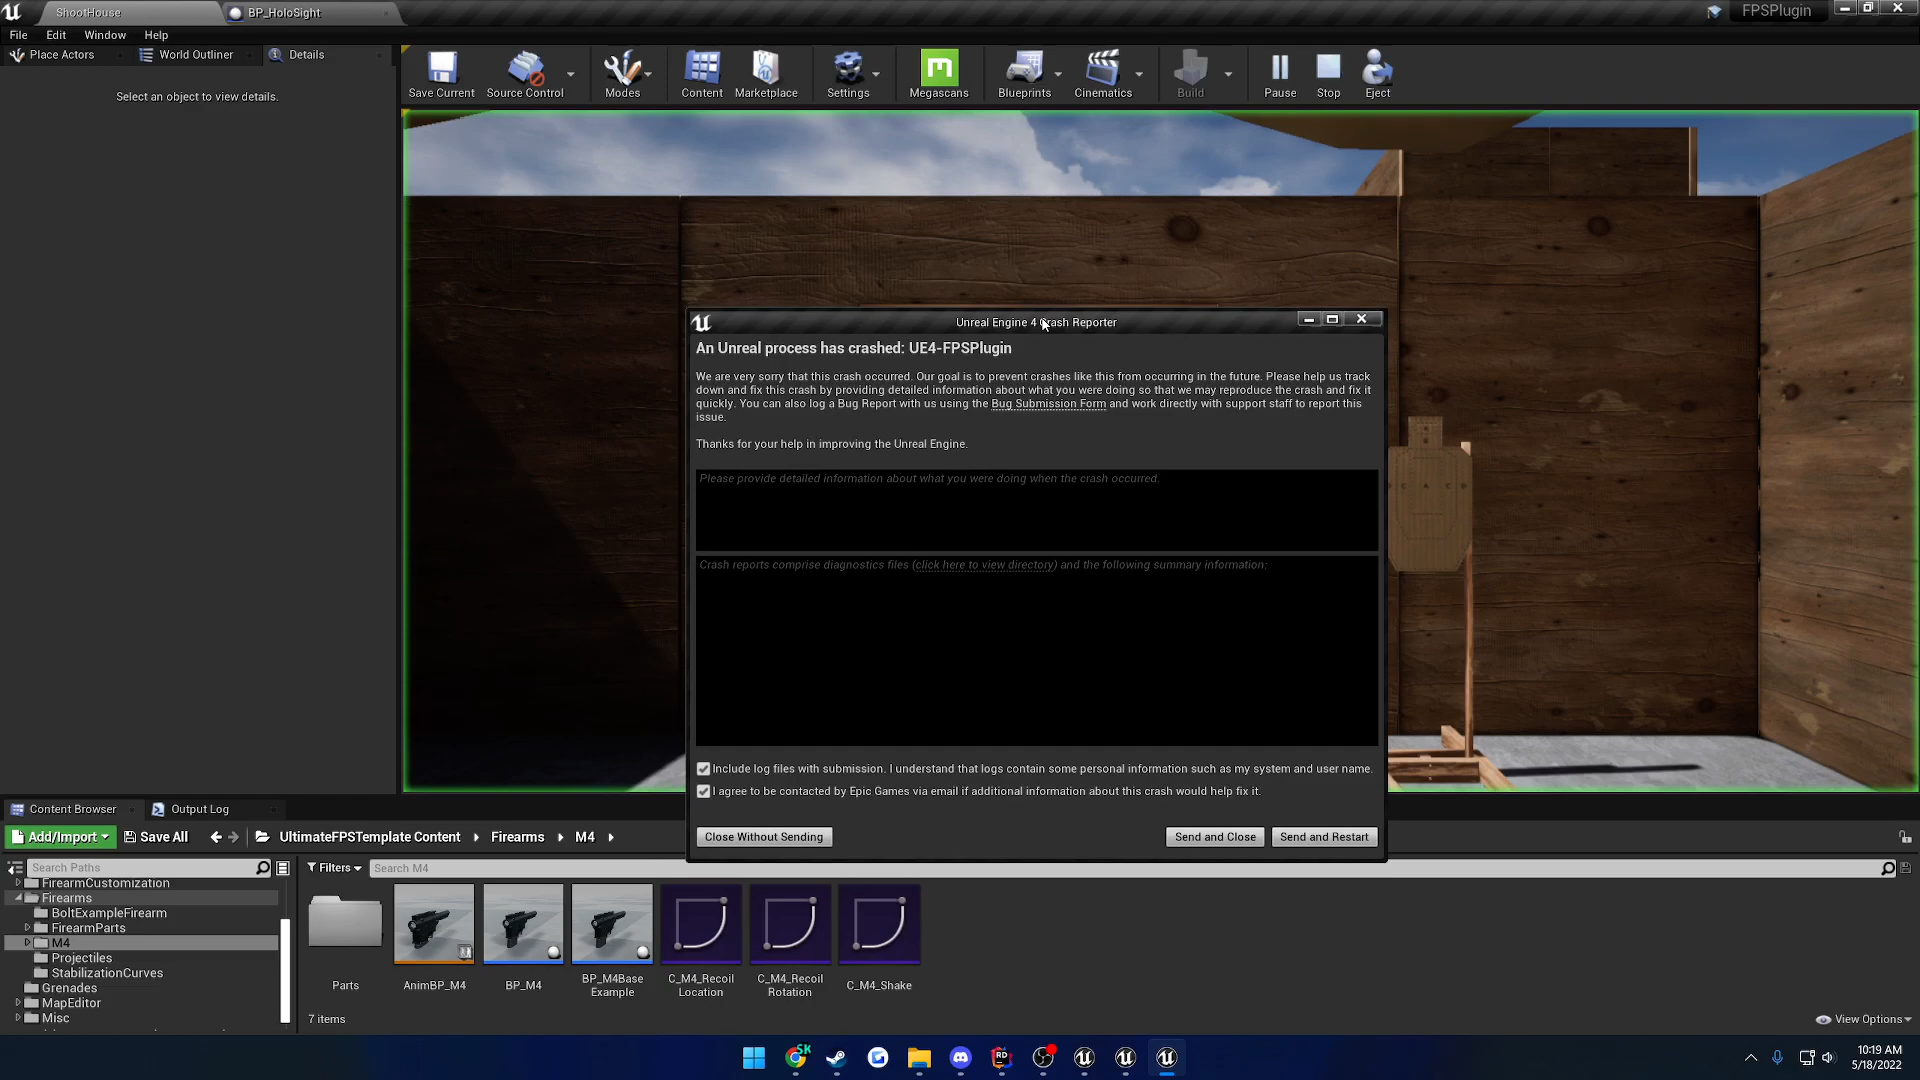 ShootHouse
BP_HoloSight
FPSPlugin
File
Edit
Window
Help
Place Actors
World Outliner
Details
Select an object to view details.
Save Current
Source Control
Modes
Content
Marketplace
Settings
Megascans
Blueprints
Cinematics
Build
Pause
Stop
Eject
Unreal Engine 4 Crash Reporter
An Unreal process has crashed: UE4-FPSPlugin
We are very sorry that this crash occurred. Our goal is to prevent crashes like this from occurring in the future. Please help us track
down and fix this crash by providing detailed information about what you were doing so that we may reproduce the crash and fix it
quickly. You can also log a Bug Report with us using the Bug Submission Form and work directly with support staff to report this
issue.
Thanks for your help in improving the Unreal Engine.
Please provide detailed information about what you were doing when the crash occurred.
Crash reports comprise diagnostics files (click here to view directory) and the following summary information:
Include log files with submission. I understand that logs contain some personal information such as my system and user name.
I agree to be contacted by Epic Games via email if additional information about this crash would help fix it.
Close Without Sending
Send and Close
Send and Restart
Content Browser
Output Log
Add/Import
Save All
UltimateFPSTemplate Content
Firearms
M4
Search Paths
Filters
Search M4
FirearmCustomization
Firearms
BoltExampleFirearm
FirearmParts
M4
Projectiles
StabilizationCurves
Grenades
MapEditor
Misc
Parts
AnimBP_M4
BP_M4
BP_M4Base
Example
C_M4_Recoil
Location
C_M4_Recoil
Rotation
C_M4_Shake
7 items
View Options
SK
RD
10:19 AM
5/18/2022